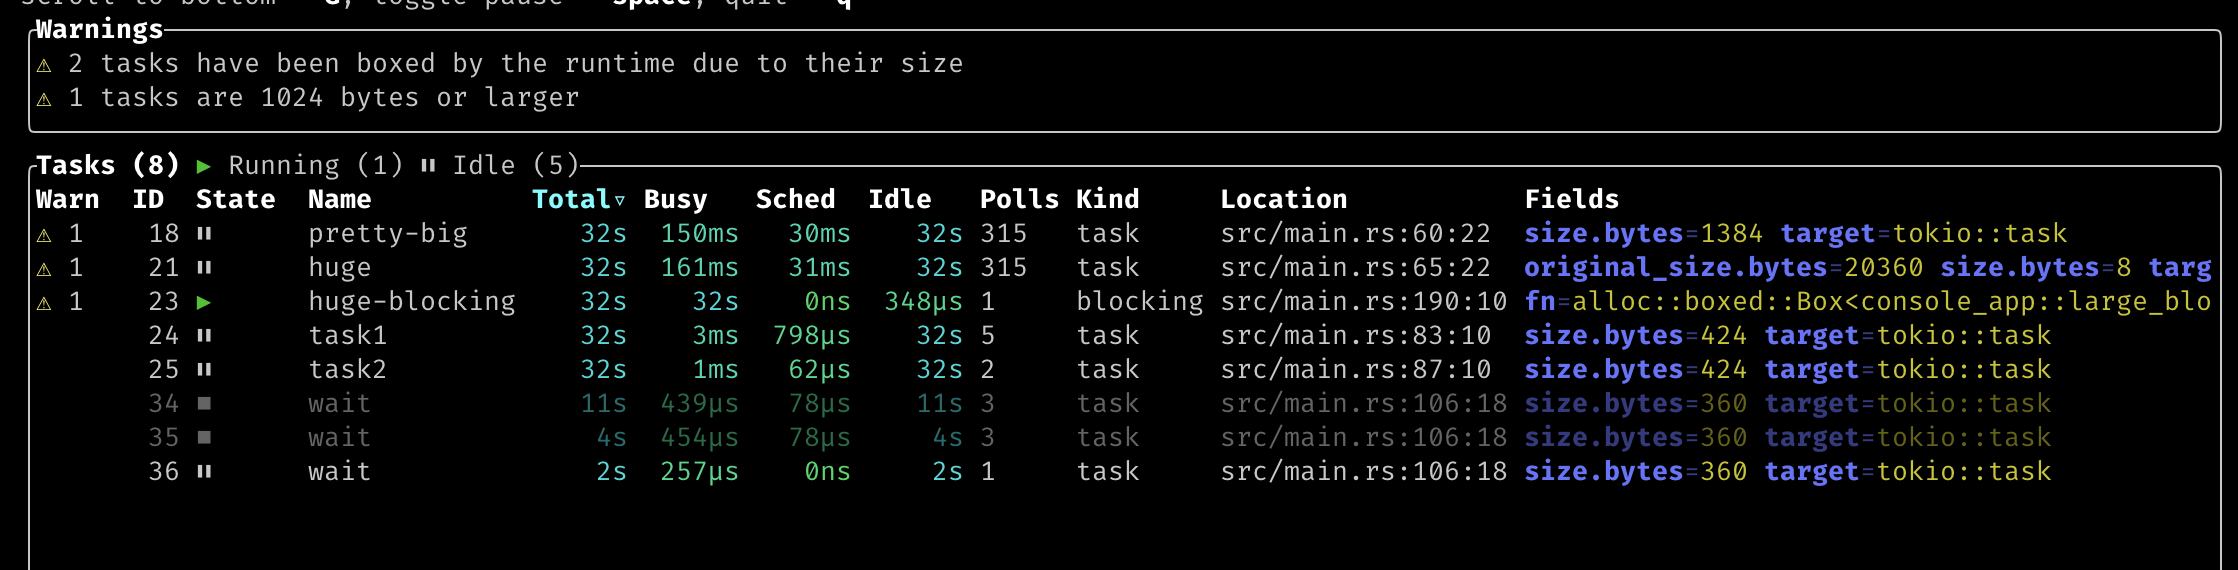 scroll to bottom = G, toggle pause = space, quit = q
Warnings
⚠ 2 tasks have been boxed by the runtime due to their size
⚠ 1 tasks are 1024 bytes or larger
Tasks (8) ▶ Running (1) ⏸ Idle (5)
Warn ID State Name Total▿ Busy Sched Idle Polls Kind Location Fields
⚠ 1 18 ⏸ pretty-big 32s 150ms 30ms 32s 315 task src/main.rs:60:22 size.bytes=1384 target=tokio::task
⚠ 1 21 ⏸ huge 32s 161ms 31ms 32s 315 task src/main.rs:65:22 original_size.bytes=20360 size.bytes=8 targ
⚠ 1 23 ▶ huge-blocking 32s 32s 0ns 348µs 1 blocking src/main.rs:190:10 fn=alloc::boxed::Box<console_app::large_blo
24 ⏸ task1 32s 3ms 798µs 32s 5 task src/main.rs:83:10 size.bytes=424 target=tokio::task
25 ⏸ task2 32s 1ms 62µs 32s 2 task src/main.rs:87:10 size.bytes=424 target=tokio::task
34 ⏹ wait 11s 439µs 78µs 11s 3 task src/main.rs:106:18 size.bytes=360 target=tokio::task
35 ⏹ wait 4s 454µs 78µs 4s 3 task src/main.rs:106:18 size.bytes=360 target=tokio::task
36 ⏸ wait 2s 257µs 0ns 2s 1 task src/main.rs:106:18 size.bytes=360 target=tokio::task